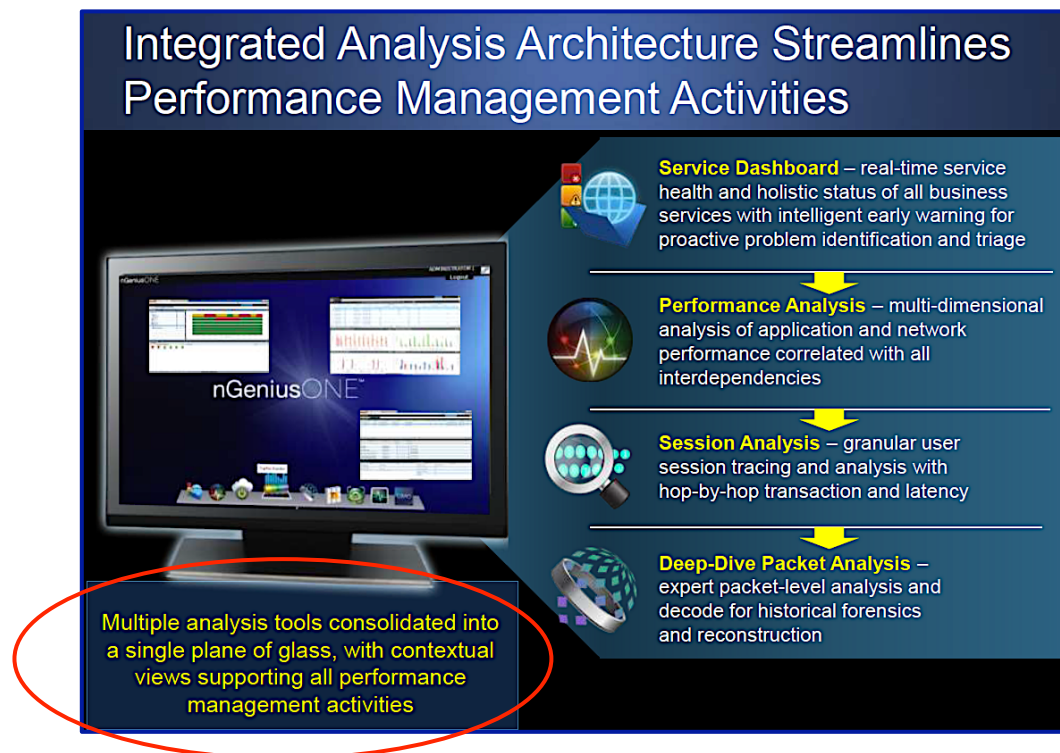 Integrated Analysis Architecture Streamlines
Performance Management Activities
Service Dashboard – real-time service
health and holistic status of all business
services with intelligent early warning for
proactive problem identification and triage
Performance Analysis – multi-dimensional
analysis of application and network
performance correlated with all
interdependencies
Session Analysis – granular user
session tracing and analysis with
hop-by-hop transaction and latency
Deep-Dive Packet Analysis –
expert packet-level analysis and
decode for historical forensics
and reconstruction
nGeniusONE
ADMINISTRATOR |
Logout
nGeniusONE™
Multiple analysis tools consolidated into
a single plane of glass, with contextual
views supporting all performance
management activities